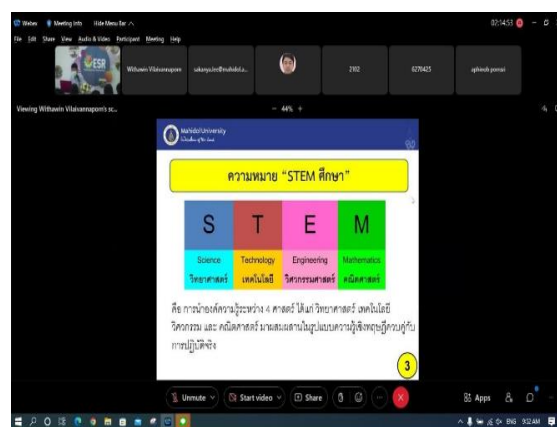 Webex Meeting Info Hide Menu Bar 02:14:53
File Edit Share View Audio & Video Participant Meeting Help
ESR
Withawin Vilaivannaporn
2102
6278423
Viewing Withawin Vilaivannaporn's sc...
44%
Mahidol University
ความหมาย “STEM ศึกษา”
S T E M
Science Technology Engineering Mathematics
วิทยาศาสตร์ เทคโนโลยี วิศวกรรมศาสตร์ คณิตศาสตร์
คือ การนำองค์ความรู้ระหว่าง 4 ศาสตร์ ได้แก่ วิทยาศาสตร์ เทคโนโลยี
วิศวกรรม และ คณิตศาสตร์ มาผสมผสานในรูปแบบความรู้เชิงทฤษฎีควบคู่กับ
การปฏิบัติจริง
3
Unmute Start video Share Apps
ENG 9:32 AM